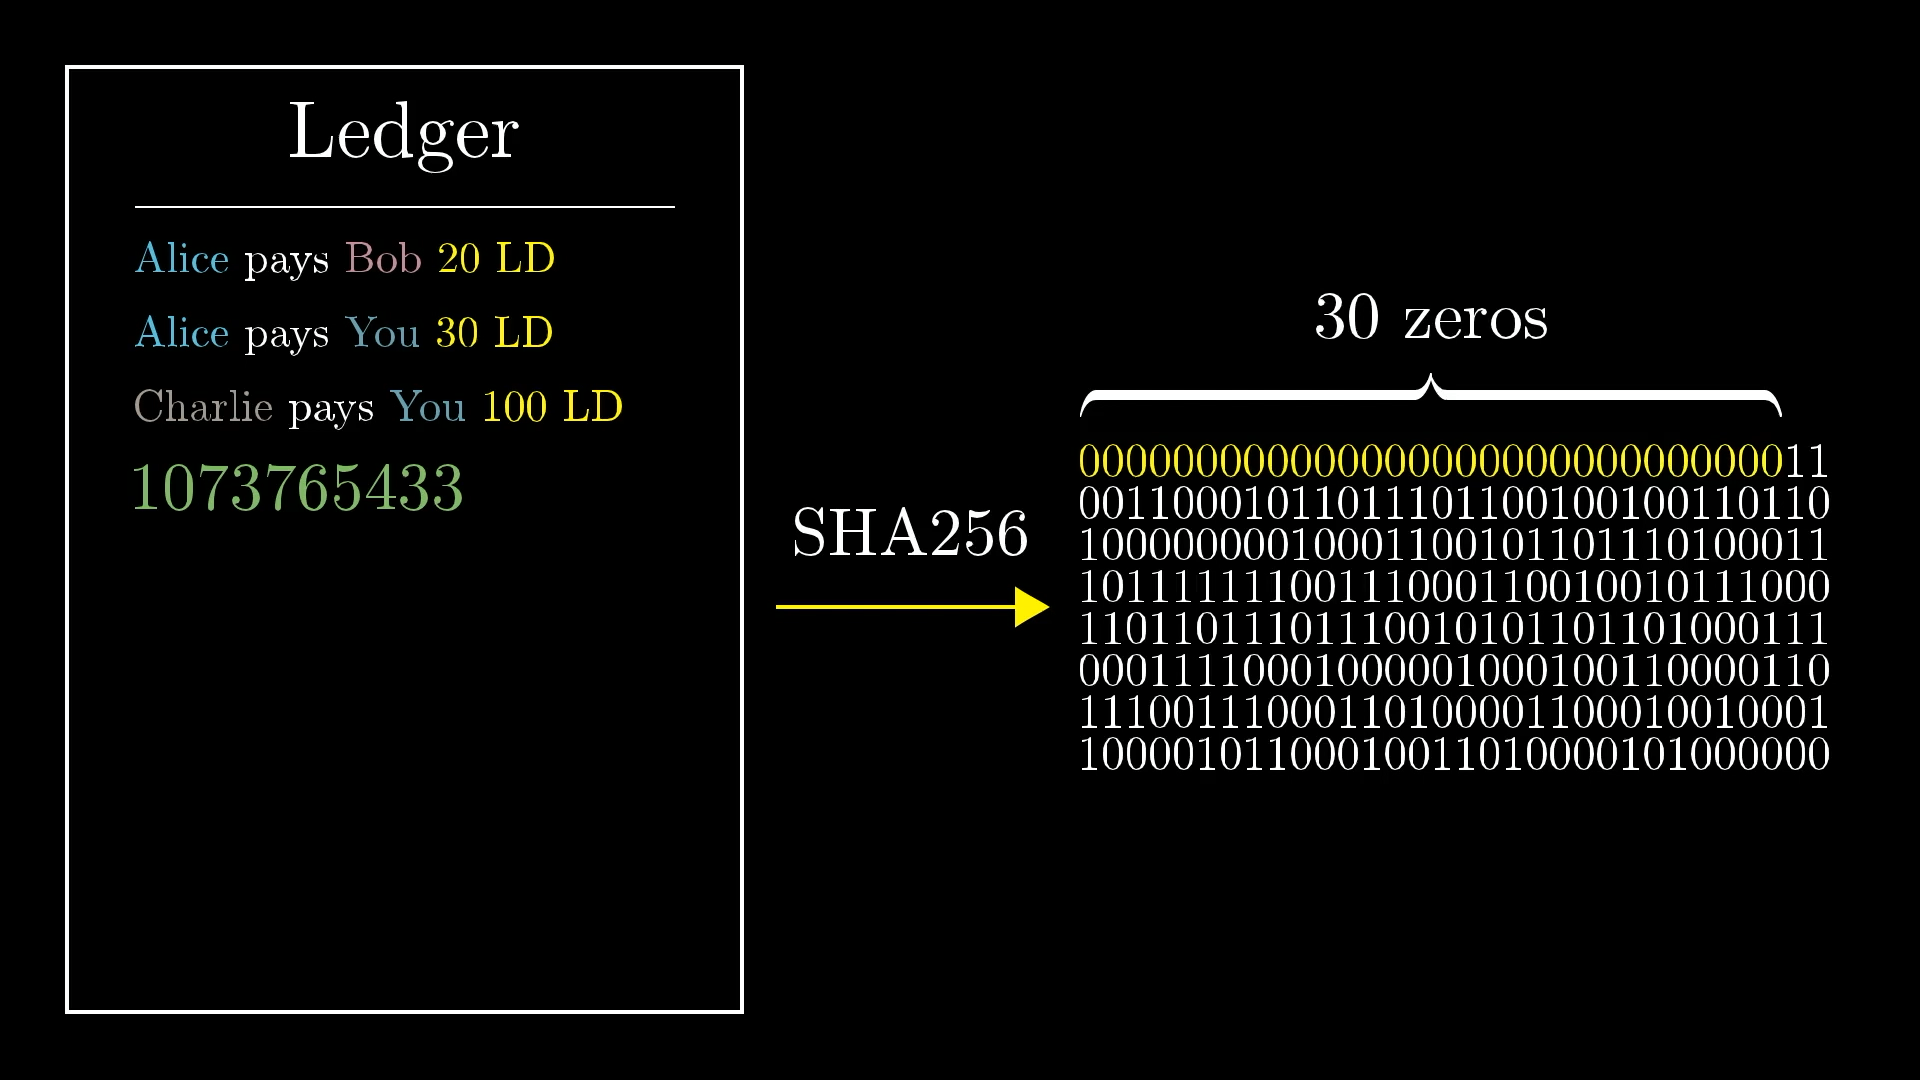 Ledger
Alice pays Bob 20 LD
Alice pays You 30 LD
Charlie pays You 100 LD
1073765433
SHA256
30 zeros
00000000000000000000000000000011
00110001011011101100100100110110
10000000010001100101101110100011
10111111100111000110010010111000
11011011101110010101101101000111
00011110001000001000100110000110
11100111000110100001100010010001
10000101100010011010000101000000